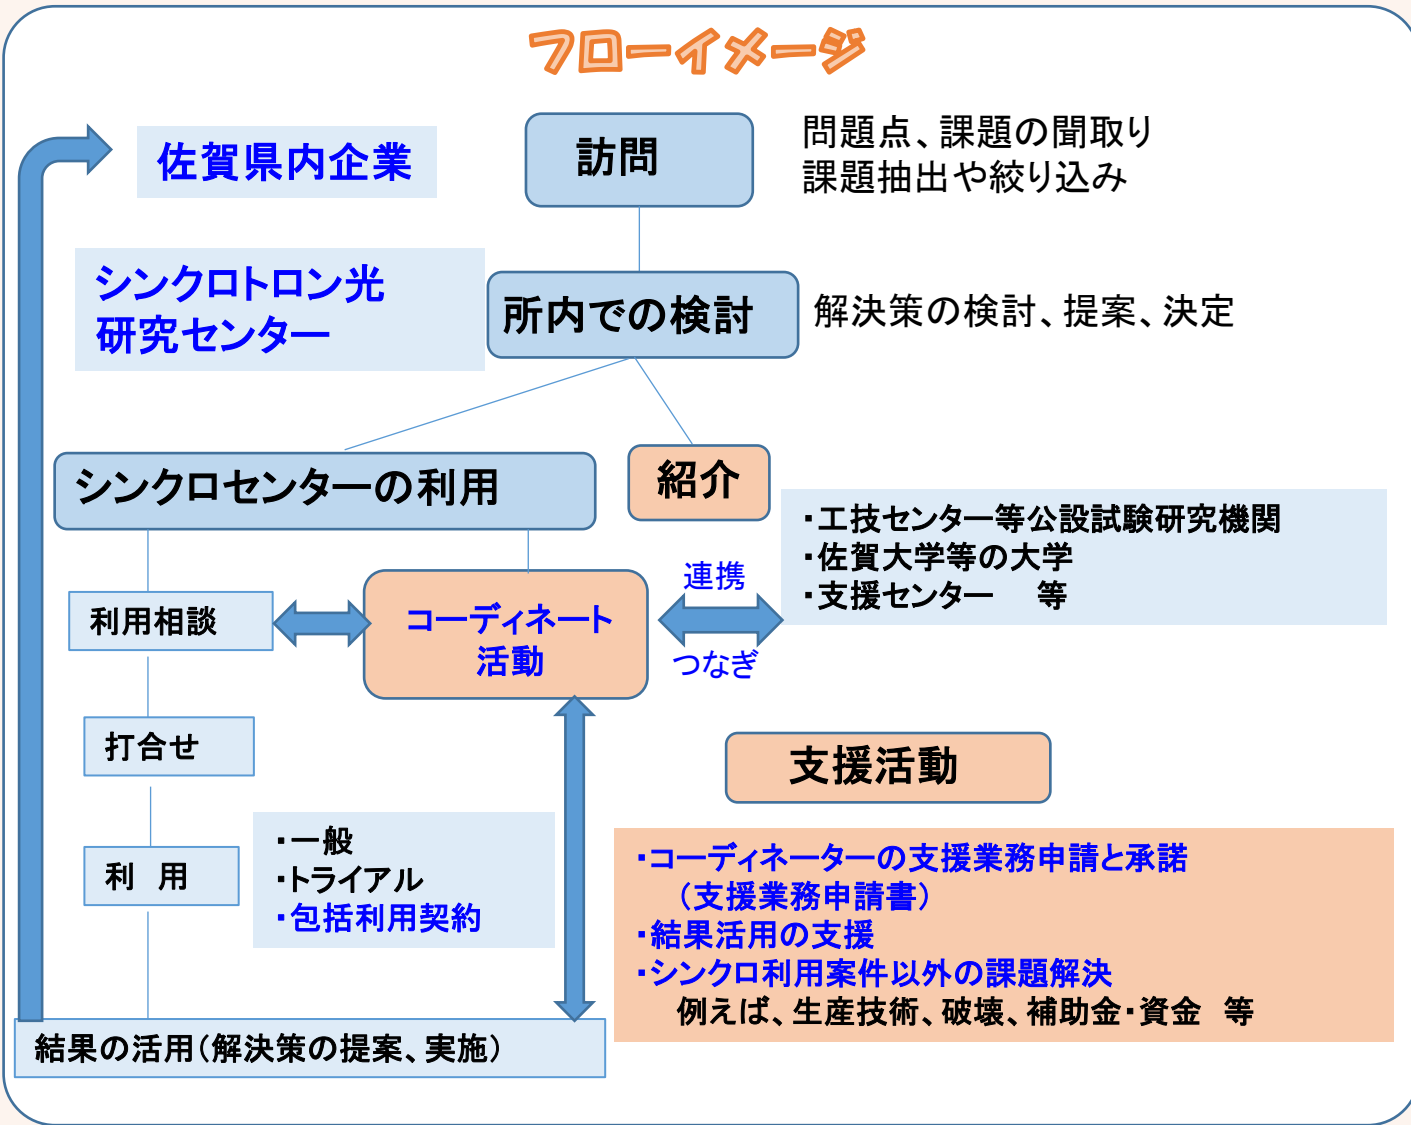 フローイメージ
佐賀県内企業
訪問
問題点、課題の聞取り
課題抽出や絞り込み
シンクロトロン光
研究センター
所内での検討
解決策の検討、提案、決定
シンクロセンターの利用
紹介
・工技センター等公設試験研究機関
・佐賀大学等の大学
・支援センター　等
利用相談
コーディネート
活動
連携
つなぎ
打合せ
支援活動
利　用
・一般
・トライアル
・包括利用契約
・コーディネーターの支援業務申請と承諾
（支援業務申請書）
・結果活用の支援
・シンクロ利用案件以外の課題解決
例えば、生産技術、破壊、補助金・資金　等
結果の活用（解決策の提案、実施）